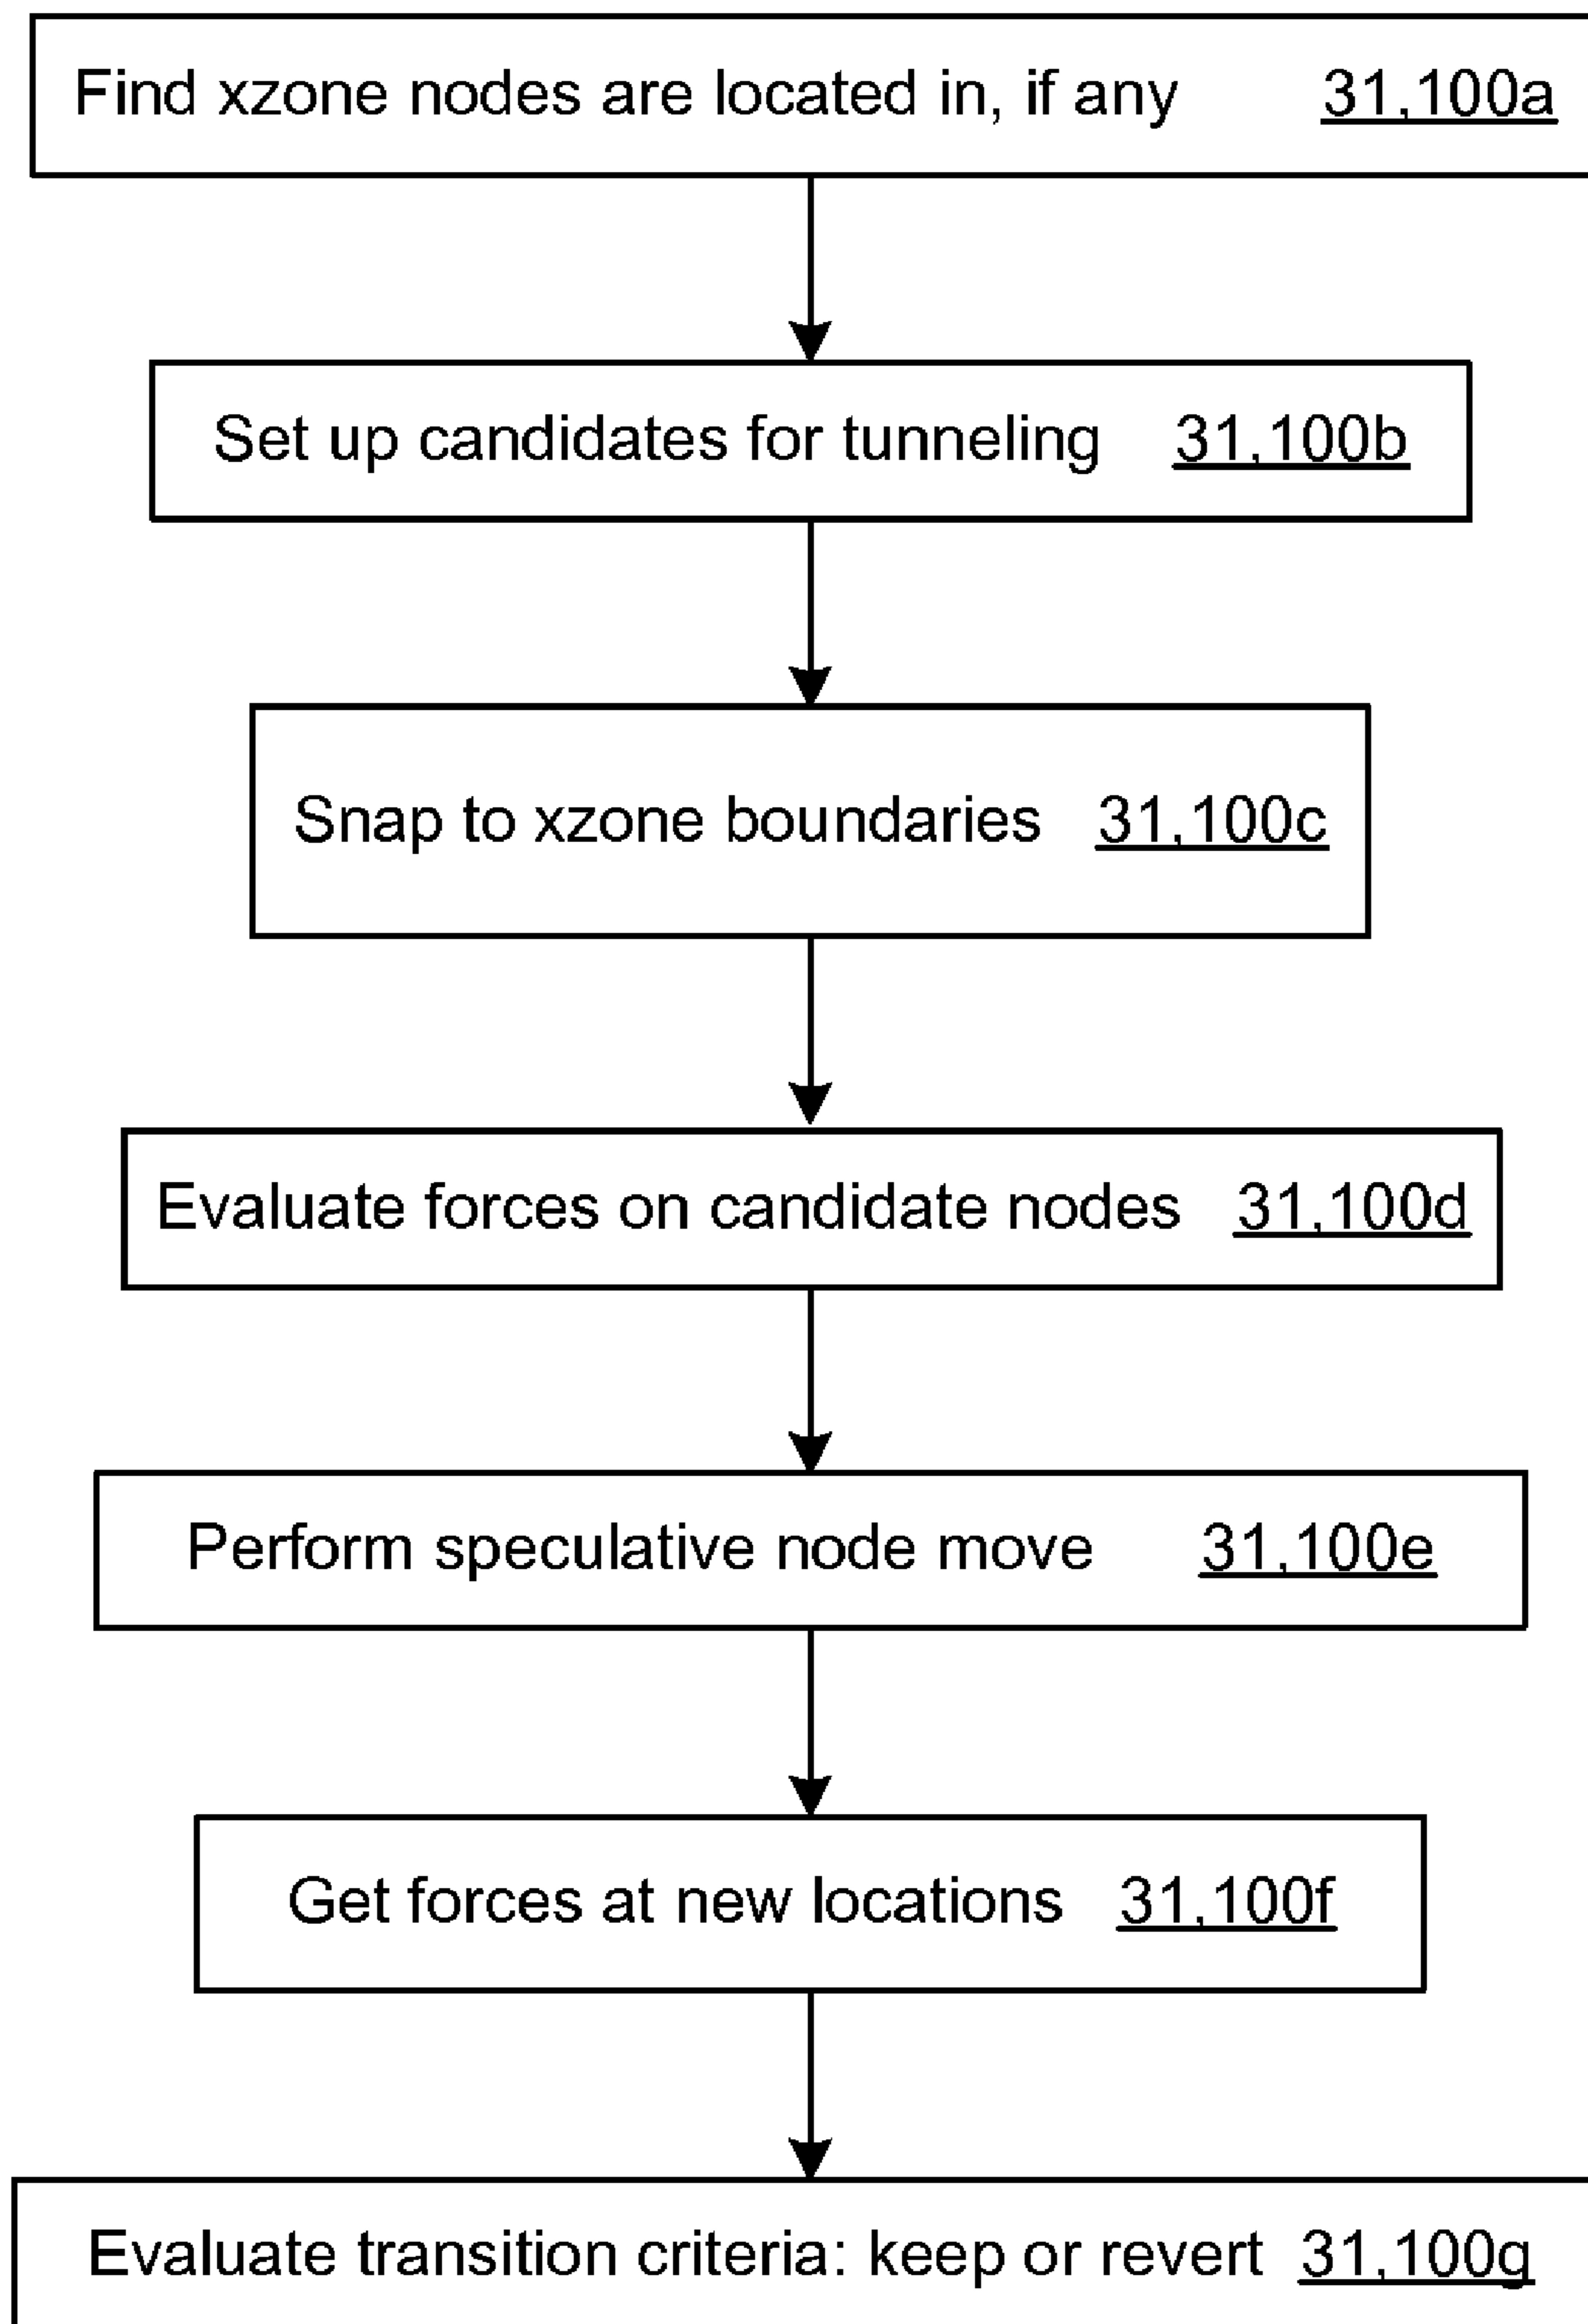 Find xzone nodes are located in, if any 31,100a
Set up candidates for tunneling 31,100b
Snap to xzone boundaries 31,100c
Evaluate forces on candidate nodes 31,100d
Perform speculative node move 31,100e
Get forces at new locations 31,100f
Evaluate transition criteria: keep or revert 31,100g